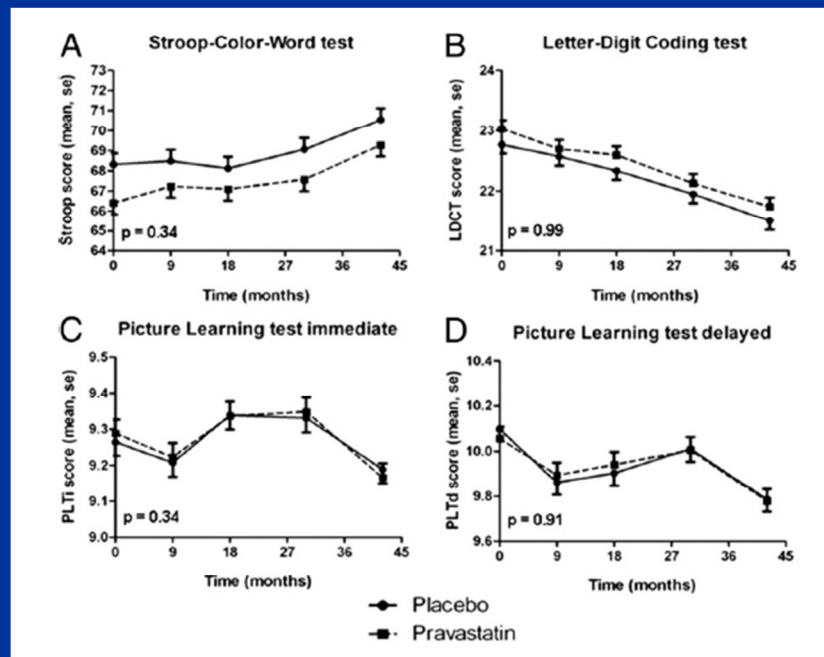 A Stroop-Color-Word test
Stroop score (mean, se)
73
72
71
70
69
68
67
66
65
64
p = 0.34
0 9 18 27 36 45
Time (months)
B Letter-Digit Coding test
LDCT score (mean, se)
24
23
22
21
p = 0.99
0 9 18 27 36 45
Time (months)
C Picture Learning test immediate
PLTi score (mean, se)
9.5
9.4
9.3
9.2
9.1
9.0
p = 0.34
0 9 18 27 36 45
Time (months)
D Picture Learning test delayed
PLTd score (mean, se)
10.4
10.2
10.0
9.8
9.6
p = 0.91
0 9 18 27 36 45
Time (months)
Placebo
Pravastatin